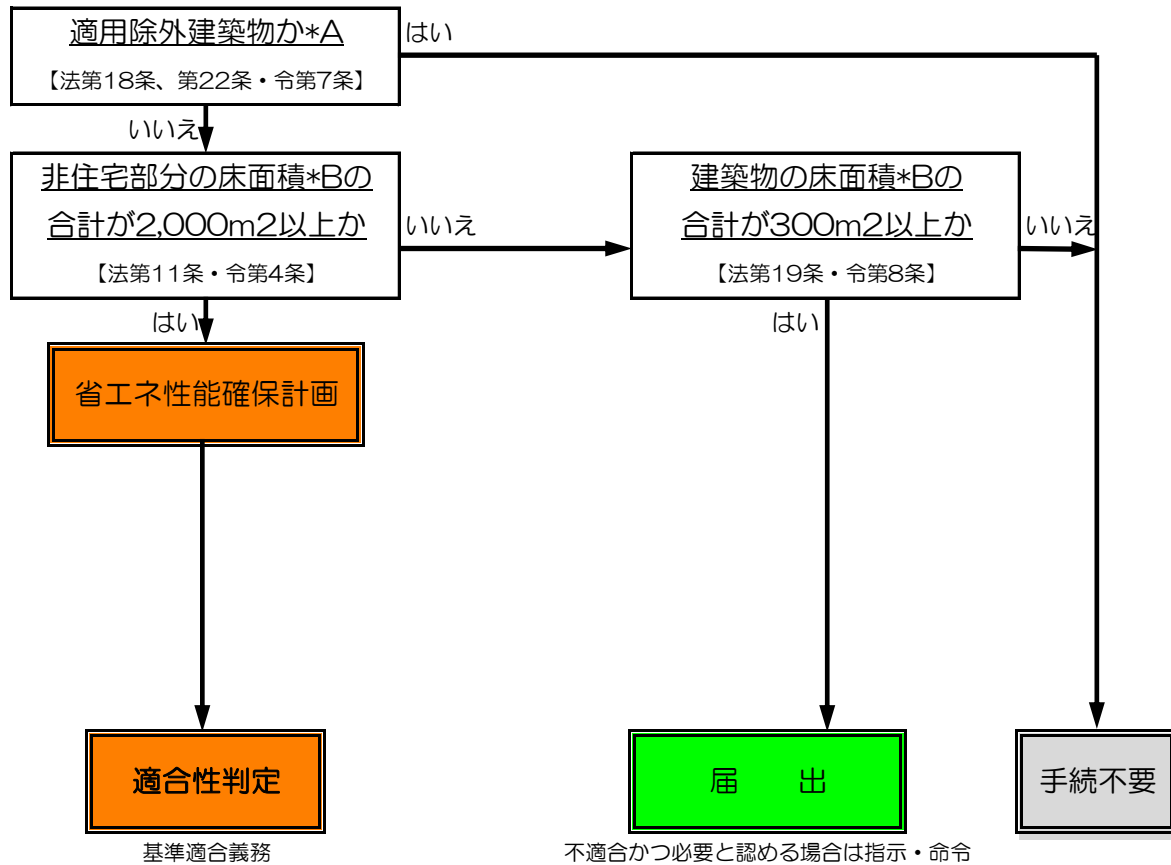 適用除外建築物か*A
はい
【法第18条、第22条・令第7条】
いいえ
非住宅部分の床面積*Bの
合計が2,000m2以上か
【法第11条・令第4条】
いいえ
建築物の床面積*Bの
合計が300m2以上か
【法第19条・令第8条】
いいえ
はい
はい
省エネ性能確保計画
適合性判定
届 出
手続不要
基準適合義務
不適合かつ必要と認める場合は指示・命令